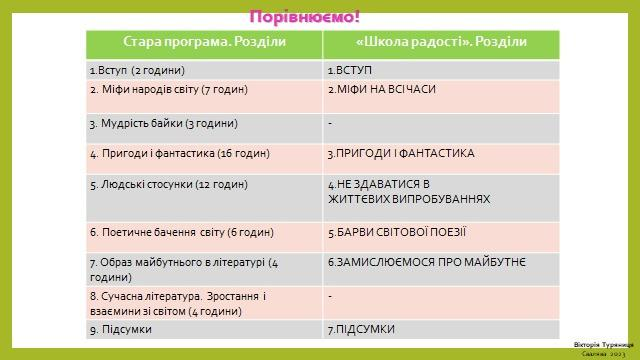 Порівнюємо!
Стара програма. Розділи
«Школа радості». Розділи
1.Вступ (2 години)
1.ВСТУП
2. Міфи народів світу (7 годин)
2.МІФИ НА ВСІ ЧАСИ
3. Мудрість байки (3 години)
-
4. Пригоди і фантастика (16 годин)
3.ПРИГОДИ І ФАНТАСТИКА
5. Людські стосунки (12 годин)
4.НЕ ЗДАВАТИСЯ В
ЖИТТЄВИХ ВИПРОБУВАННЯХ
6. Поетичне бачення світу (6 годин)
5.БАРВИ СВІТОВОЇ ПОЕЗІЇ
7. Образ майбутнього в літературі (4
години)
6.ЗАМИСЛЮЄМОСЯ ПРО МАЙБУТНЄ
8. Сучасна література. Зростання і
взаємини зі світом (4 години)
-
9. Підсумки
7.ПІДСУМКИ
Вікторія Туряниця
Свалява 2023